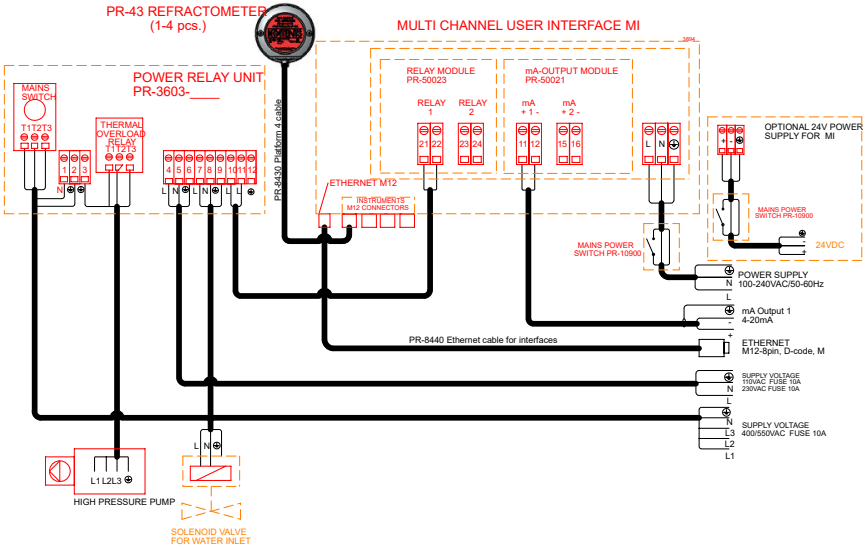 PR-43 REFRACTOMETER
(1-4 pcs.)
MULTI CHANNEL USER INTERFACE MI
3694
POWER RELAY UNIT
PR-3603-____
MAINS
SWITCH
T1T2T3
THERMAL
OVERLOAD
RELAY
T1T2T3
1 2 3
N
4 5 6 7 8 9 10 11 12
L N L N L L
PR-8430 Platform 4 cable
RELAY MODULE
PR-50023
RELAY
1
RELAY
2
21 22
23 24
mA-OUTPUT MODULE
PR-50021
mA
+ 1 -
mA
+ 2 -
11 12
15 16
L N
ETHERNET M12
INSTRUMENTS
M12 CONNECTORS
+ -
OPTIONAL 24V POWER
SUPPLY FOR MI
MAINS POWER
SWITCH PR-10900
-
+
24VDC
MAINS POWER
SWITCH PR-10900
N
L
POWER SUPPLY
100-240VAC/50-60Hz
-
+
mA Output 1
4-20mA
PR-8440 Ethernet cable for interfaces
ETHERNET
M12-8pin, D-code, M
N
L
SUPPLY VOLTAGE
110VAC FUSE 10A
230VAC FUSE 10A
N
L3
L2
L1
SUPPLY VOLTAGE
400/550VAC FUSE 10A
L N
L1 L2L3
HIGH PRESSURE PUMP
SOLENOID VALVE
FOR WATER INLET